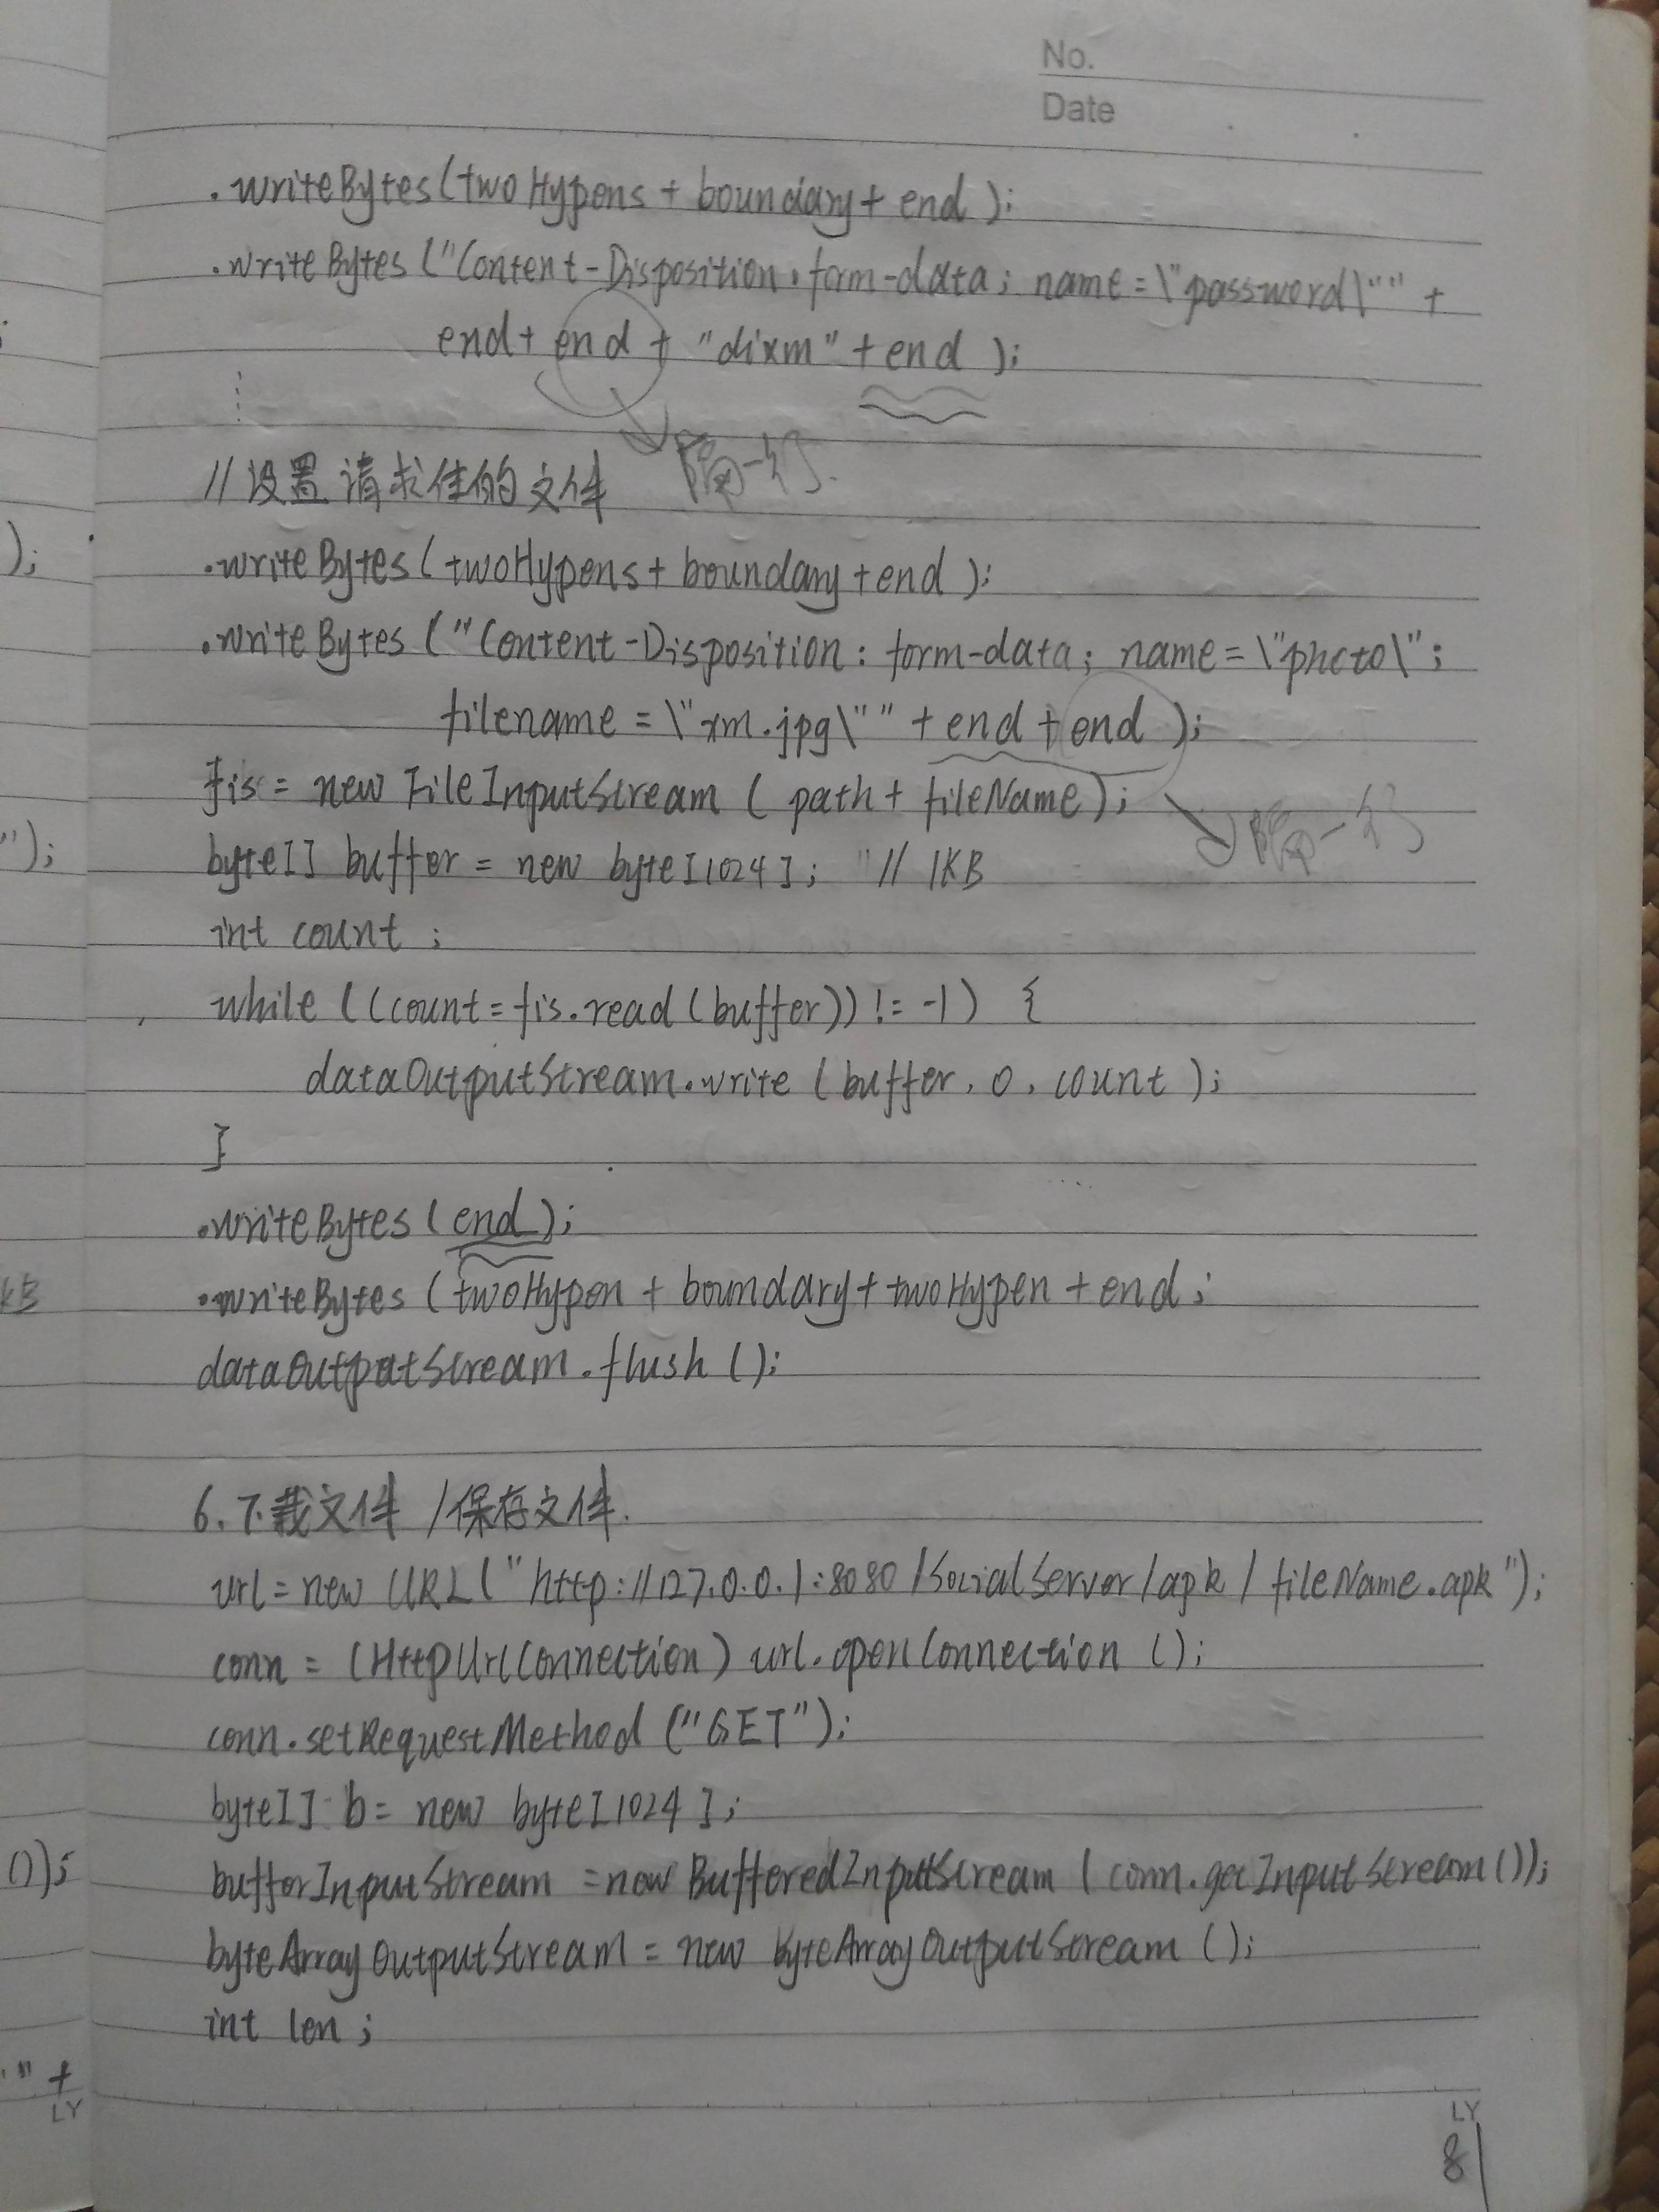 No.
Date
.writeBytes(twoHypens + boundary + end );
.writeBytes ("Content-Disposition: form-data; name=\"password\"" +
end + end + "dixm" + end );
//设置请求体的文件 隔一行.
.writeBytes ( twoHypens + boundary + end );
.writeBytes ("Content-Disposition: form-data; name=\"photo\";
filename = \"xm.jpg\"" + end + end );
fis = new FileInputStream ( path + fileName );
隔一行
byte[] buffer = new byte[1024]; // 1KB
int count ;
while ((count = fis.read (buffer)) != -1) {
dataOutputStream.write ( buffer, 0, count );
}
.writeBytes ( end );
.writeBytes (twoHypen + boundary + twoHypen + end ;
dataOutputStream.flush ();
6.下载文件 /保存文件.
url = new URL ("http://127.0.0.1:8080/SocialServer/apk/fileName.apk");
conn = (HttpUrlConnection) url.openConnection ();
conn.setRequestMethod ("GET");
byte[] b = new byte[1024];
bufferInputStream = new BufferedInputStream ( conn.getInputStream ());
byteArrayOutputStream = new ByteArrayOutputStream ();
int len ;
LY
8
);
");
KB
());
" +
LY